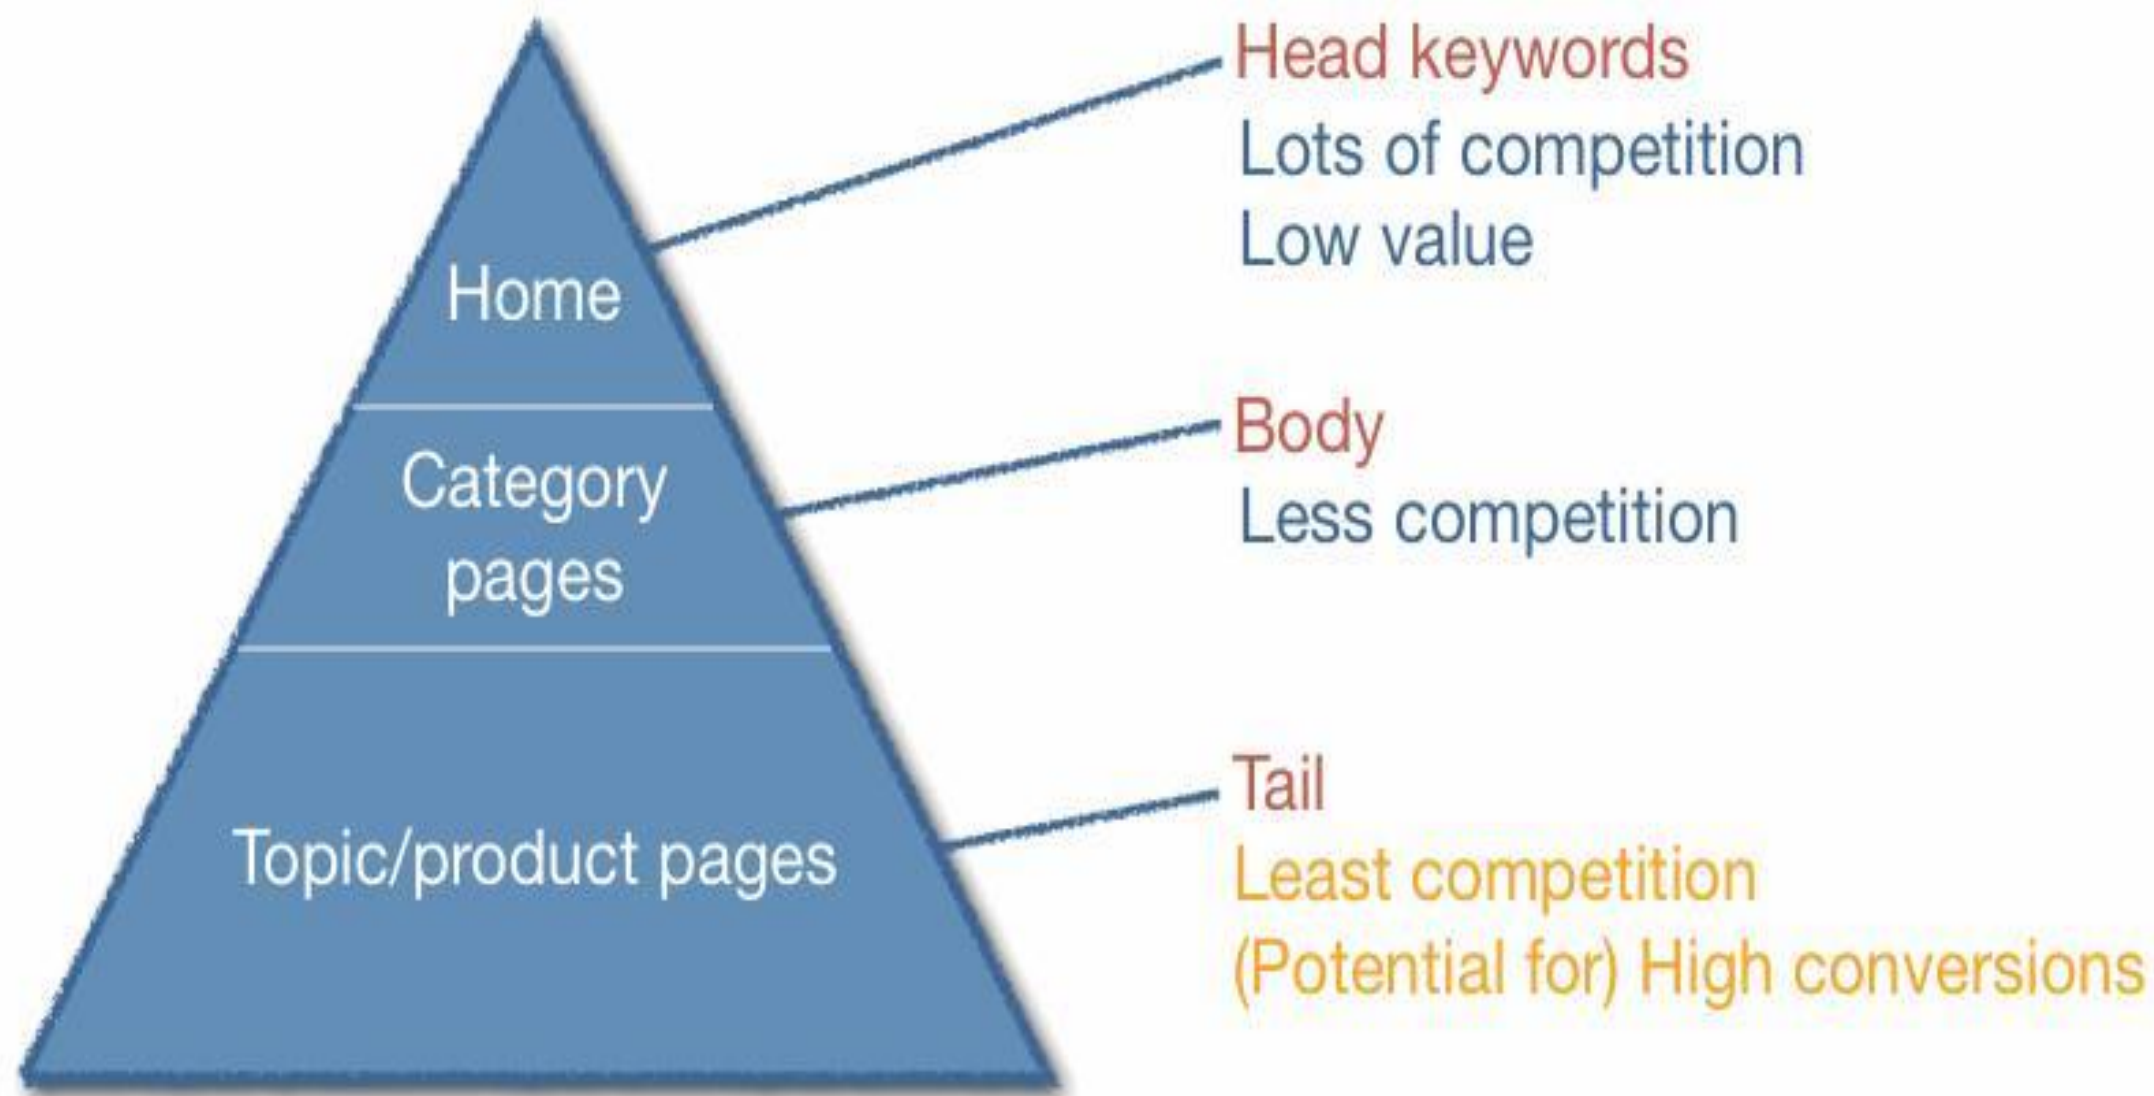 Head keywords
Lots of competition
Low value
Home
Body
Less competition
Category
pages
Tail
Least competition
(Potential for) High conversions
Topic/product pages